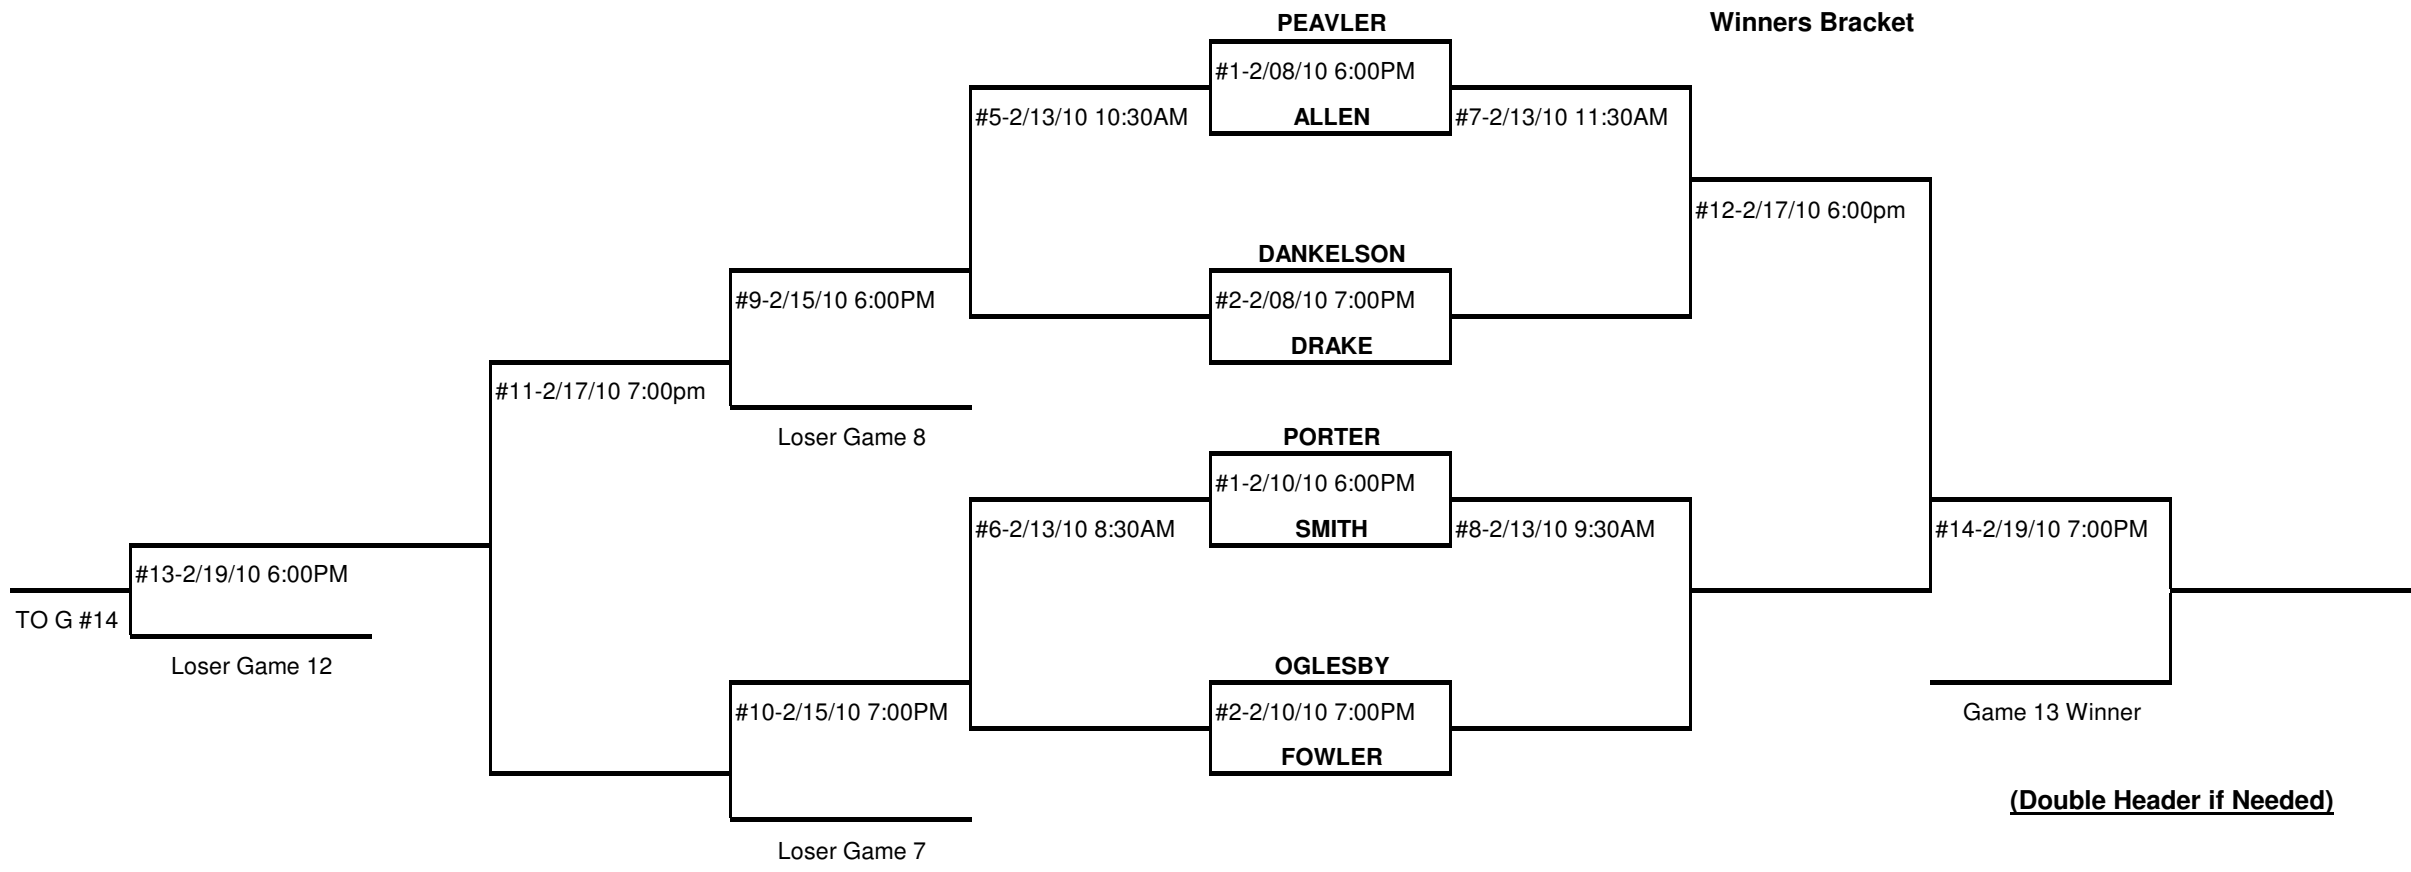 PEAVLER
Winners Bracket
#1-2/08/10 6:00PM
#5-2/13/10 10:30AM
ALLEN
#7-2/13/10 11:30AM
#12-2/17/10 6:00pm
DANKELSON
#9-2/15/10 6:00PM
#2-2/08/10 7:00PM
DRAKE
#11-2/17/10 7:00pm
Loser Game 8
PORTER
#1-2/10/10 6:00PM
#6-2/13/10 8:30AM
SMITH
#8-2/13/10 9:30AM
#14-2/19/10 7:00PM
#13-2/19/10 6:00PM
TO G #14
Loser Game 12
OGLESBY
#10-2/15/10 7:00PM
#2-2/10/10 7:00PM
Game 13 Winner
FOWLER
(Double Header if Needed)
Loser Game 7